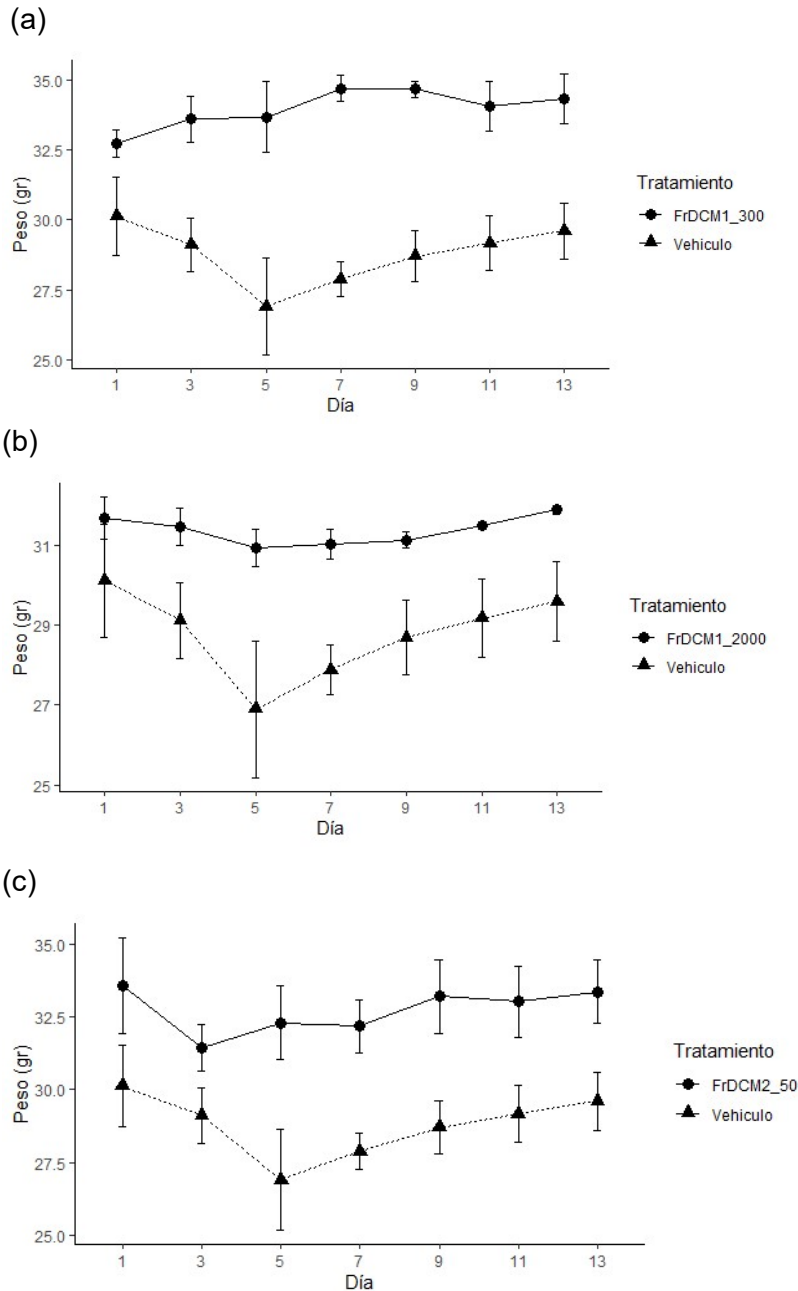 (a)
35.0
32.5
30.0
27.5
25.0
Peso (gr)
1 3 5 7 9 11 13
Día
Tratamiento
FrDCM1_300
Vehiculo
(b)
31
29
27
25
Peso (gr)
1 3 5 7 9 11 13
Día
Tratamiento
FrDCM1_2000
Vehiculo
(c)
35.0
32.5
30.0
27.5
25.0
Peso (gr)
1 3 5 7 9 11 13
Día
Tratamiento
FrDCM2_50
Vehiculo